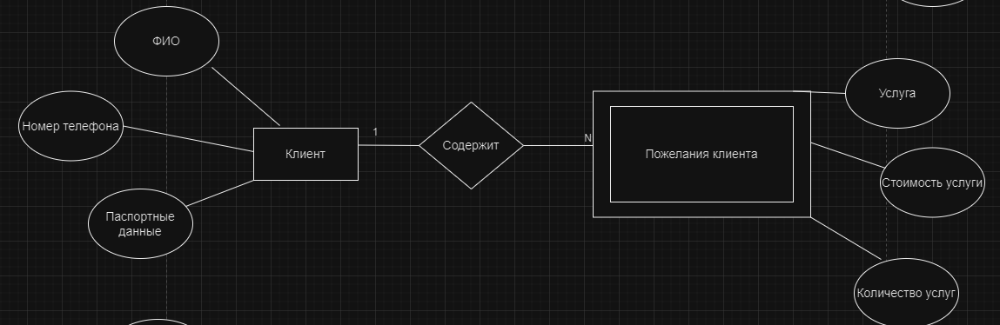 ФИО
Номер телефона
Паспортные
данные
Клиент
1
Содержит
N
Пожелания клиента
Услуга
Стоимость услуги
Количество услуг